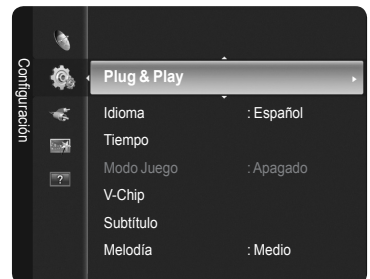 Configuración
Plug & Play
Idioma : Español
Tiempo
Modo Juego : Apagado
V-Chip
Subtítulo
Melodía : Medio
?